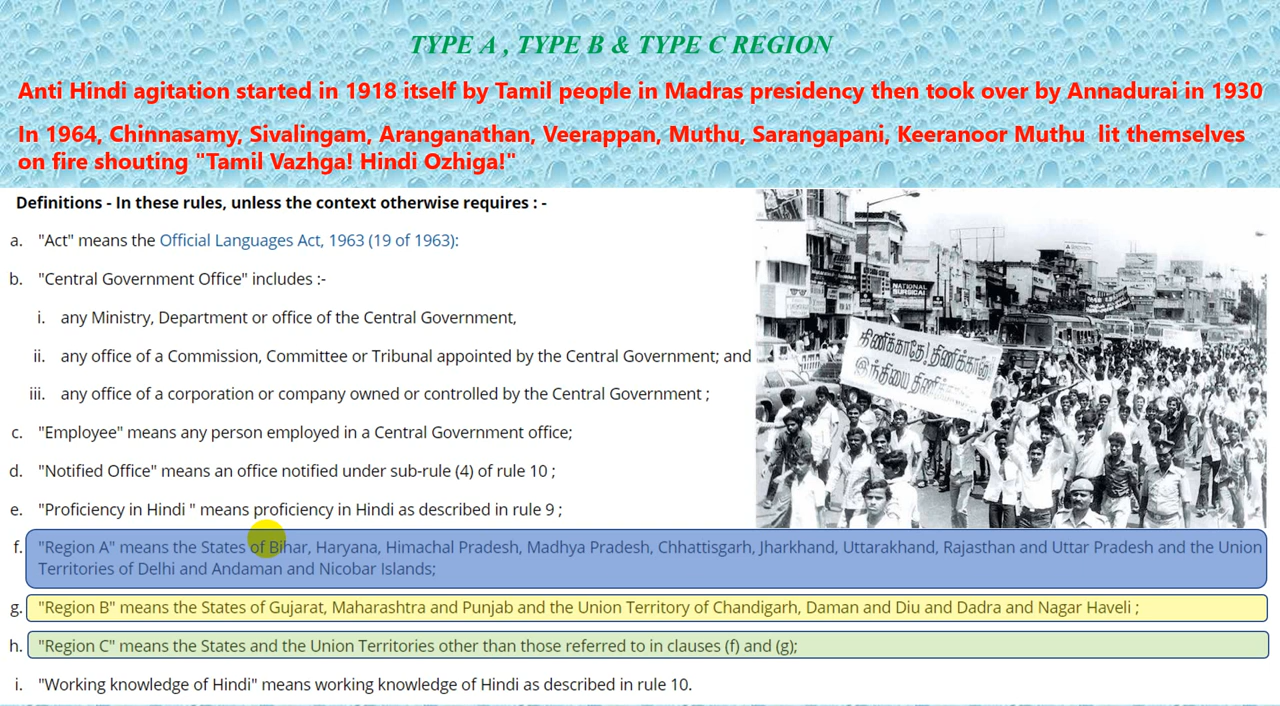 TYPE A , TYPE B & TYPE C REGION
Anti Hindi agitation started in 1918 itself by Tamil people in Madras presidency then took over by Annadurai in 1930
In 1964, Chinnasamy, Sivalingam, Aranganathan, Veerappan, Muthu, Sarangapani, Keeranoor Muthu lit themselves
on fire shouting "Tamil Vazhga! Hindi Ozhiga!"
Definitions - In these rules, unless the context otherwise requires : -
a. "Act" means the Official Languages Act, 1963 (19 of 1963):
b. "Central Government Office" includes :-
i. any Ministry, Department or office of the Central Government,
ii. any office of a Commission, Committee or Tribunal appointed by the Central Government; and
iii. any office of a corporation or company owned or controlled by the Central Government ;
c. "Employee" means any person employed in a Central Government office;
d. "Notified Office" means an office notified under sub-rule (4) of rule 10 ;
e. "Proficiency in Hindi " means proficiency in Hindi as described in rule 9 ;
f. "Region A" means the States of Bihar, Haryana, Himachal Pradesh, Madhya Pradesh, Chhattisgarh, Jharkhand, Uttarakhand, Rajasthan and Uttar Pradesh and the Union
Territories of Delhi and Andaman and Nicobar Islands;
g. "Region B" means the States of Gujarat, Maharashtra and Punjab and the Union Territory of Chandigarh, Daman and Diu and Dadra and Nagar Haveli ;
h. "Region C" means the States and the Union Territories other than those referred to in clauses (f) and (g);
i. "Working knowledge of Hindi" means working knowledge of Hindi as described in rule 10.
NATIONAL
SURGICAL
திணிக்காதே! திணிக்காதே
இந்தியை